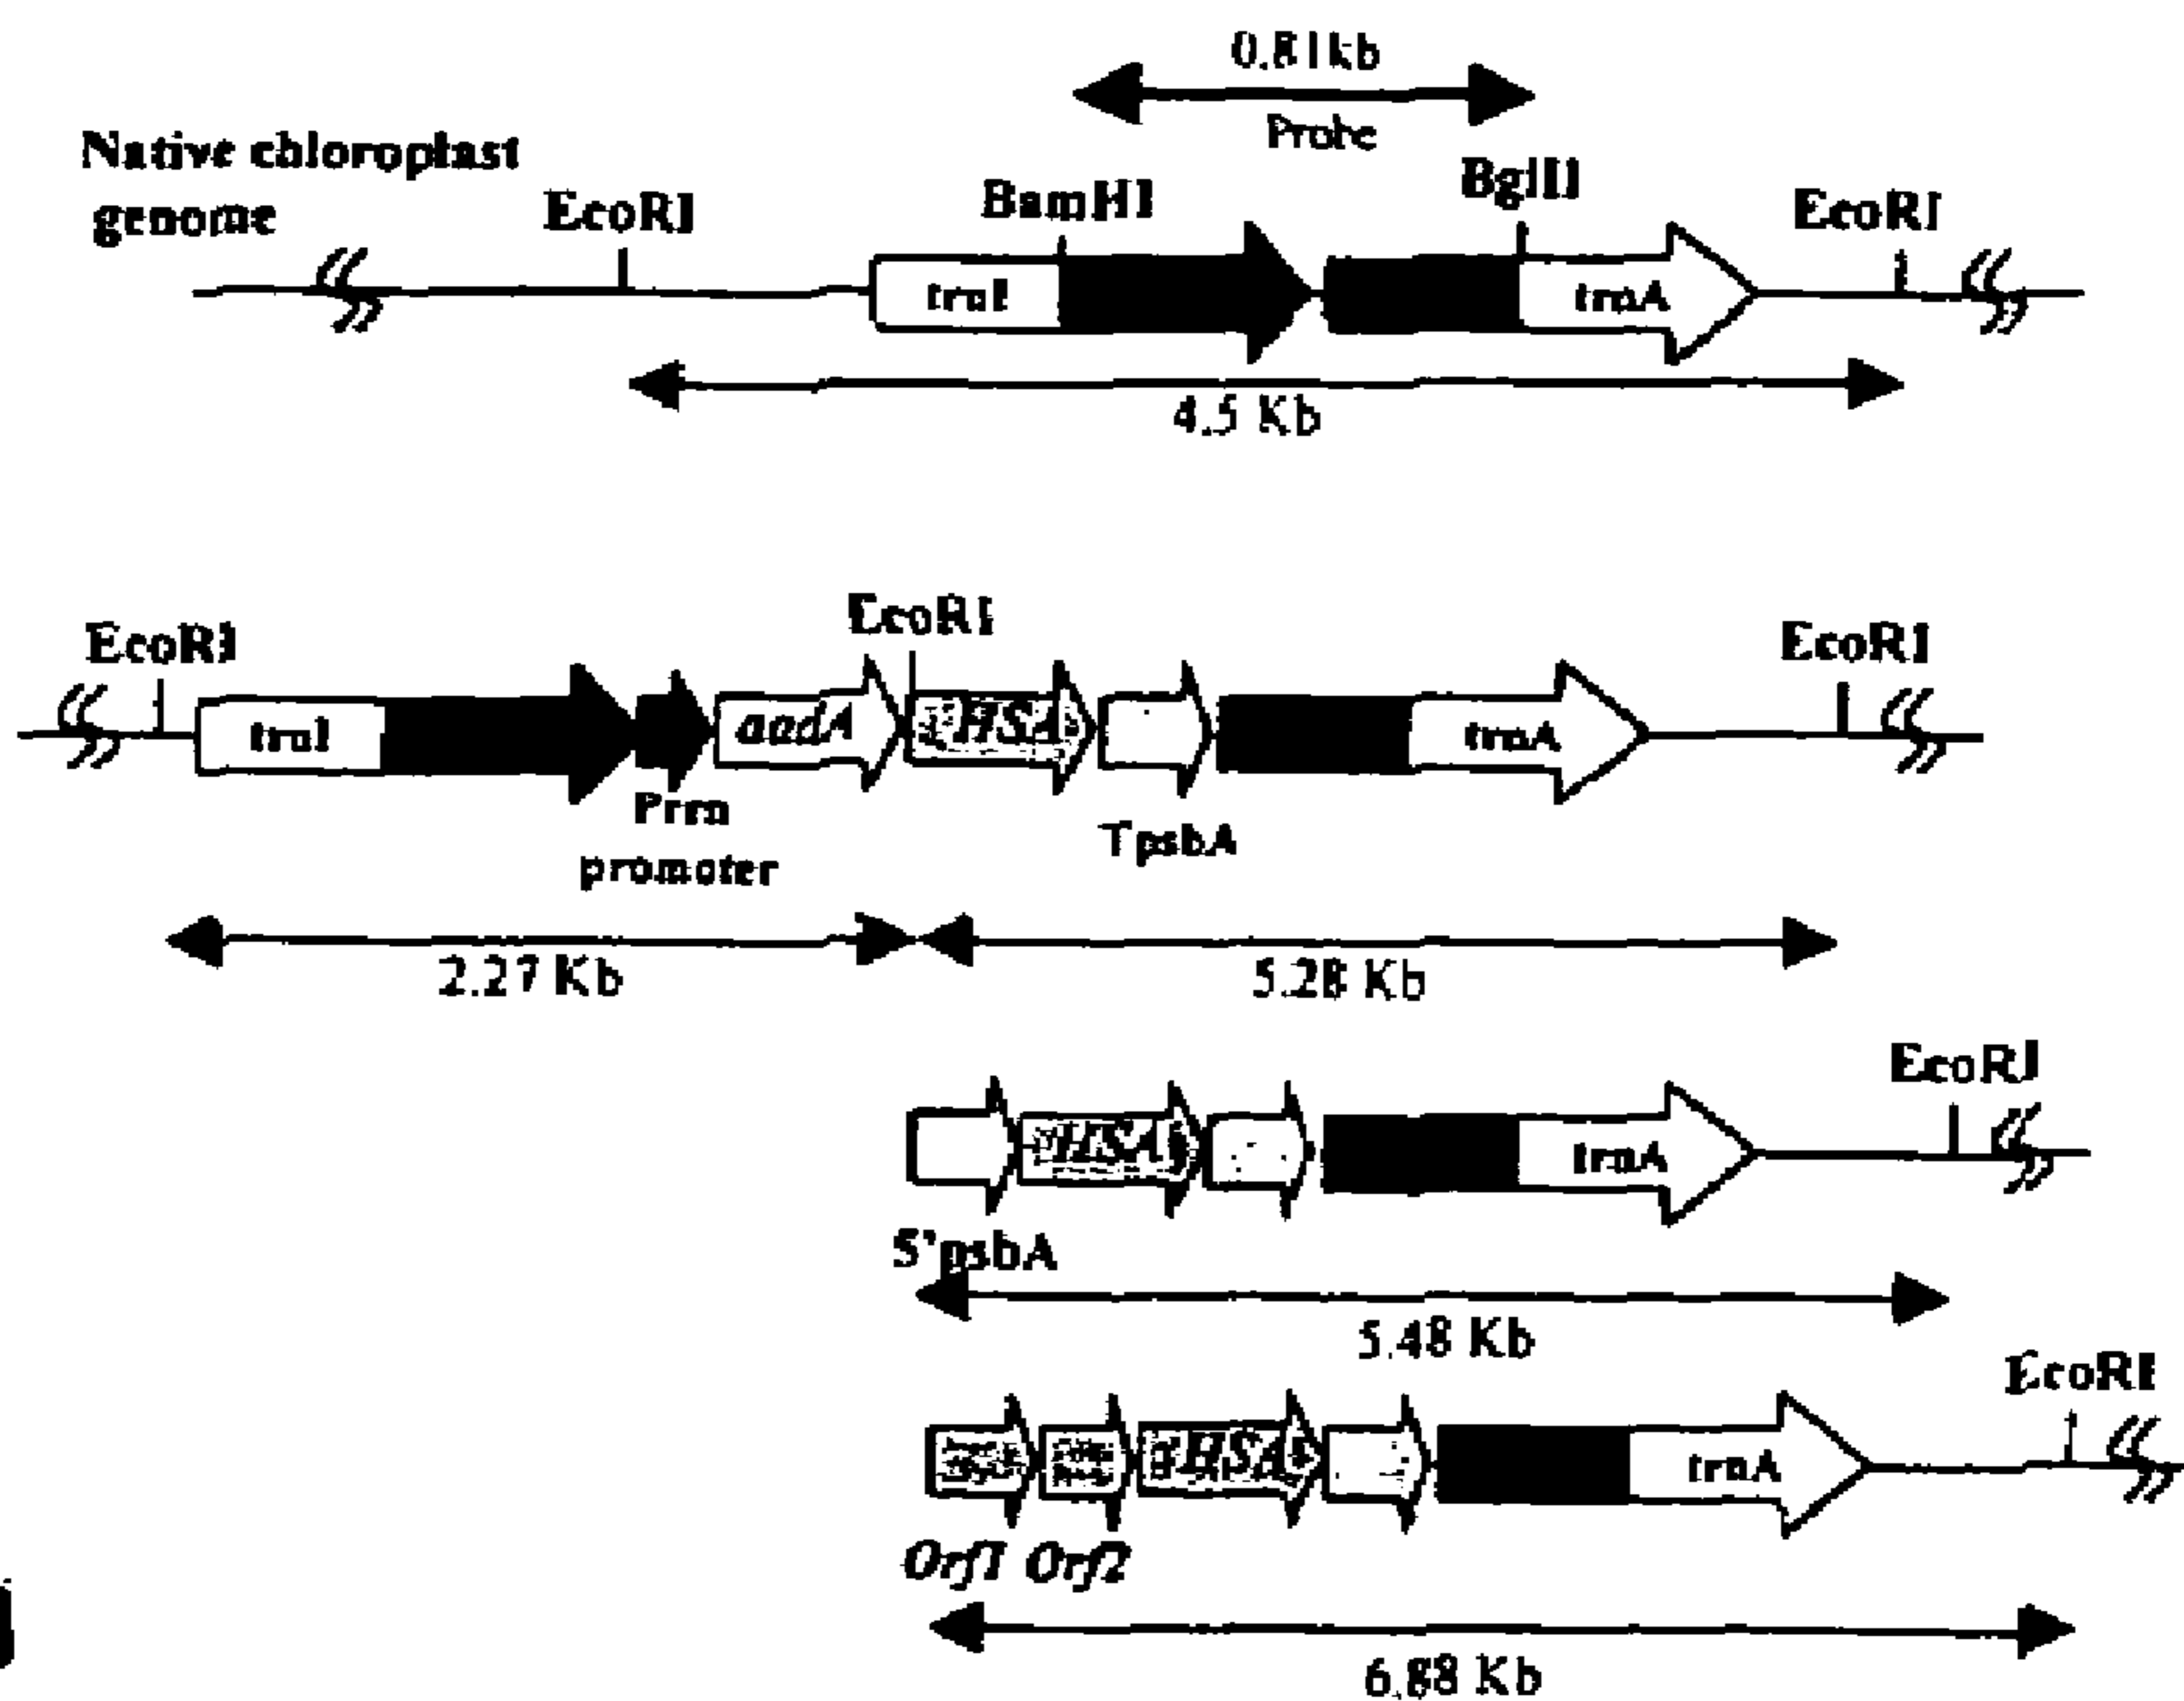 0.81kb
Probe
Native chloroplast
genome
EcoRI
BamHI
BglII
EcoRI
trnI
trnA
4.5 Kb
EcoRI
EcoRI
EcoRI
trnI
aadA
HSA
trnA
Prrn
promoter
TpsbA
2.27 Kb
5.28 Kb
EcoRI
HSA
trnA
5'psbA
5.48 Kb
EcoRI
HSA
trnA
Orf1 Orf2
6.88 Kb